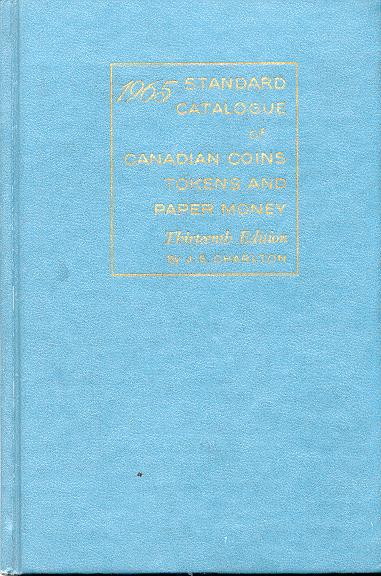 1965 STANDARD
CATALOGUE
OF
CANADIAN COINS
TOKENS AND
PAPER MONEY
Thirteenth Edition
by J. E. CHARLTON